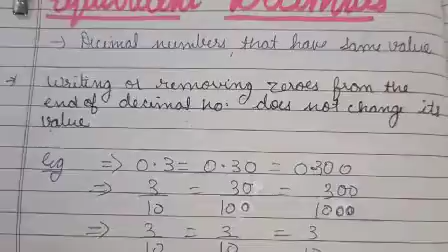 Equivalent Decimals
→ Decimal numbers that have same value
→ Writing or removing zeroes from the
end of decimal no. does not change its
value
Eg ⇒ 0.3 = 0.30 = 0.300
⇒ 3/10 = 30/100 = 300/1000
⇒ 3/10 = 3/10 = 3/10